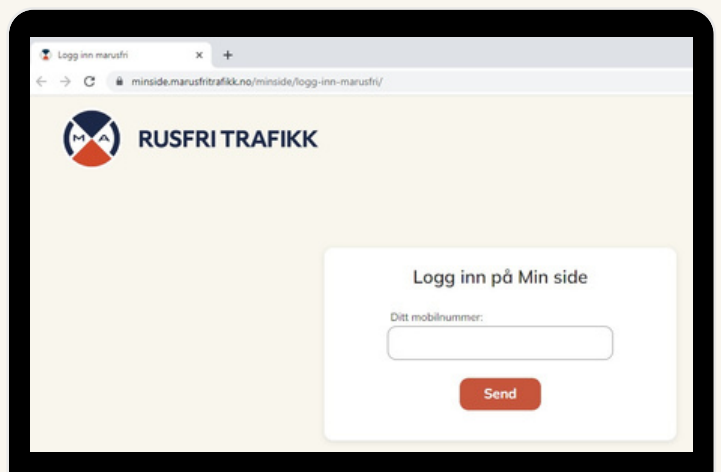 Logg inn marusfri
minside.marusfritrafikk.no/minside/logg-inn-marusfri/
MA RUSFRI TRAFIKK
Logg inn på Min side
Ditt mobilnummer:
Send